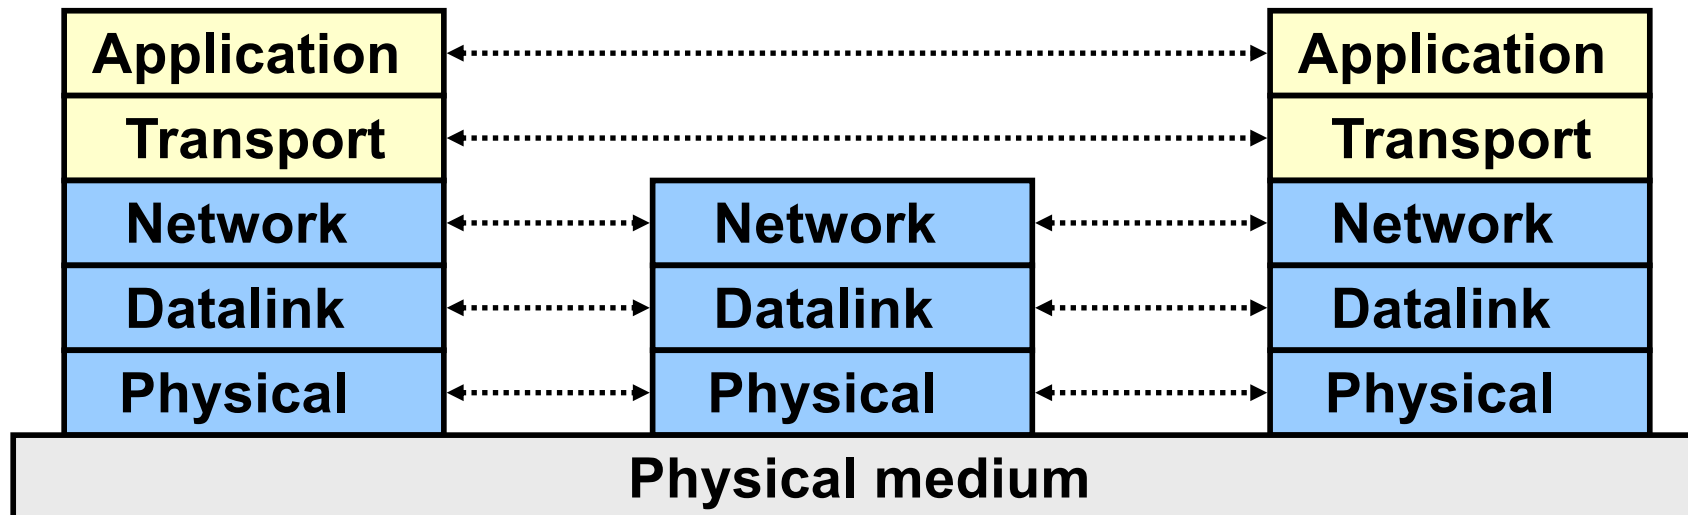 Application Application
Transport Transport
Network Network Network
Datalink Datalink Datalink
Physical Physical Physical
Physical medium